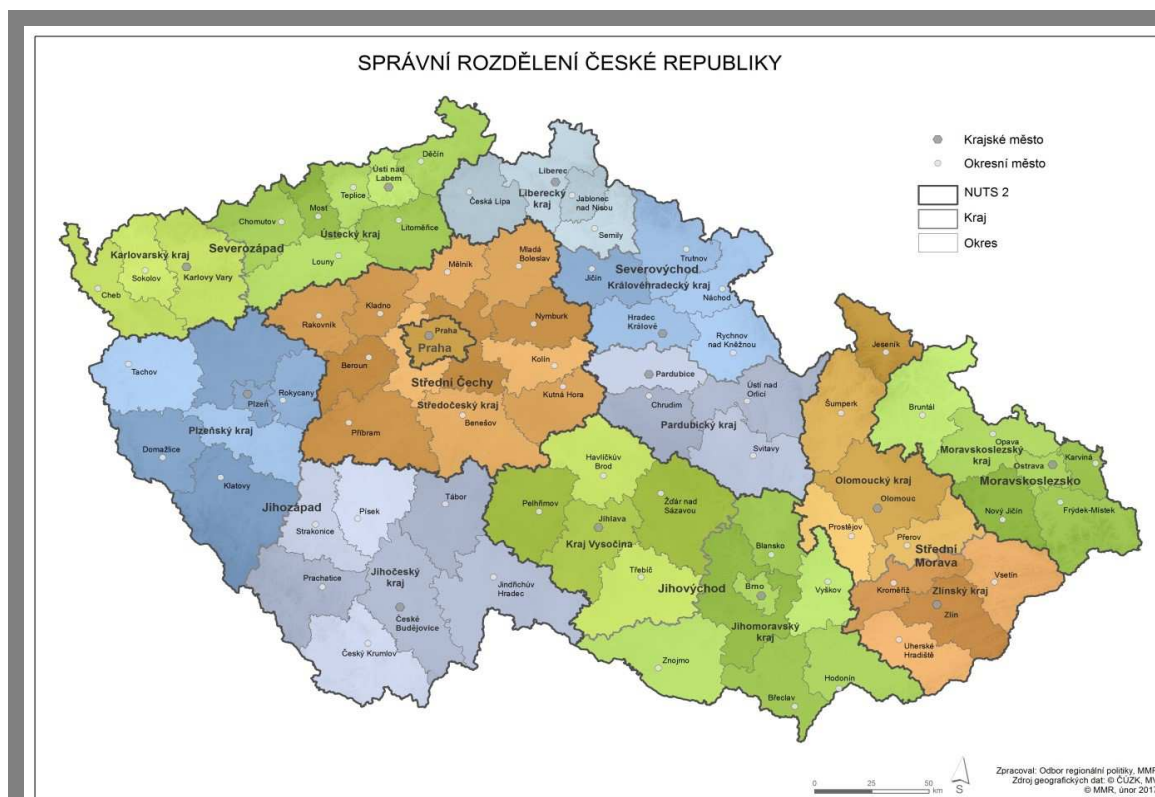 SPRÁVNÍ ROZDĚLENÍ ČESKÉ REPUBLIKY
Krajské město
Okresní město
NUTS 2
Kraj
Okres
Děčín
Ústí nad
Labem
Teplice
Most
Chomutov
Litoměřice
Ústecký kraj
Severozápad
Louny
Karlovarský kraj
Sokolov
Karlovy Vary
Cheb
Liberec
Liberecký
kraj
Česká Lípa
Jablonec
nad Nisou
Semily
Trutnov
Severovýchod
Jičín
Královéhradecký kraj
Náchod
Hradec
Králové
Rychnov
nad Kněžnou
Pardubice
Ústí nad
Orlicí
Chrudim
Pardubický kraj
Svitavy
Mělník
Mladá
Boleslav
Kladno
Rakovník
Nymburk
Praha
Praha
Beroun
Kolín
Střední Čechy
Kutná Hora
Středočeský kraj
Příbram
Benešov
Tachov
Rokycany
Plzeň
Plzeňský kraj
Domažlice
Klatovy
Jihozápad
Písek
Tábor
Strakonice
Prachatice
Jihočeský
kraj
Jindřichův
Hradec
České
Budějovice
Český Krumlov
Havlíčkův
Brod
Pelhřimov
Žďár nad
Sázavou
Jihlava
Kraj Vysočina
Třebíč
Jihovýchod
Blansko
Brno
Vyškov
Jihomoravský
kraj
Znojmo
Břeclav
Hodonín
Jeseník
Šumperk
Olomoucký kraj
Olomouc
Prostějov
Přerov
Střední
Morava
Vsetín
Kroměříž
Zlínský kraj
Zlín
Uherské
Hradiště
Bruntál
Opava
Moravskoslezský
kraj
Ostrava
Karviná
Moravskoslezsko
Nový Jičín
Frýdek-Místek
0 25 50
km
S
Zpracoval: Odbor regionální politiky, MMR
Zdroj geografických dat: © ČÚZK, MV
© MMR, únor 2017